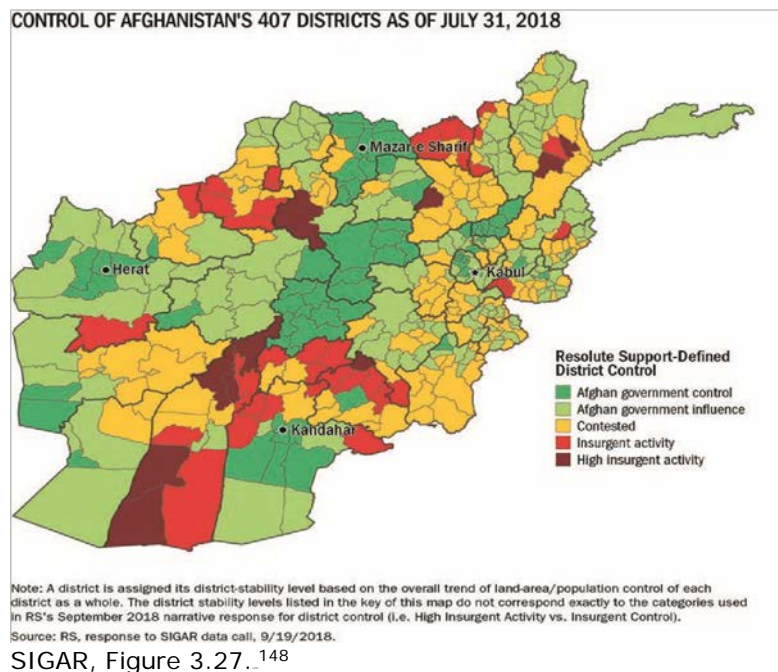 CONTROL OF AFGHANISTAN'S 407 DISTRICTS AS OF JULY 31, 2018
Mazar-e Sharif
Herat
Kabul
Kandahar
Resolute Support-Defined
District Control
Afghan government control
Afghan government influence
Contested
Insurgent activity
High insurgent activity
Note: A district is assigned its district-stability level based on the overall trend of land-area/population control of each
district as a whole. The district stability levels listed in the key of this map do not correspond exactly to the categories used
in RS's September 2018 narrative response for district control (i.e. High Insurgent Activity vs. Insurgent Control).
Source: RS, response to SIGAR data call, 9/19/2018.
SIGAR, Figure 3.27. 148